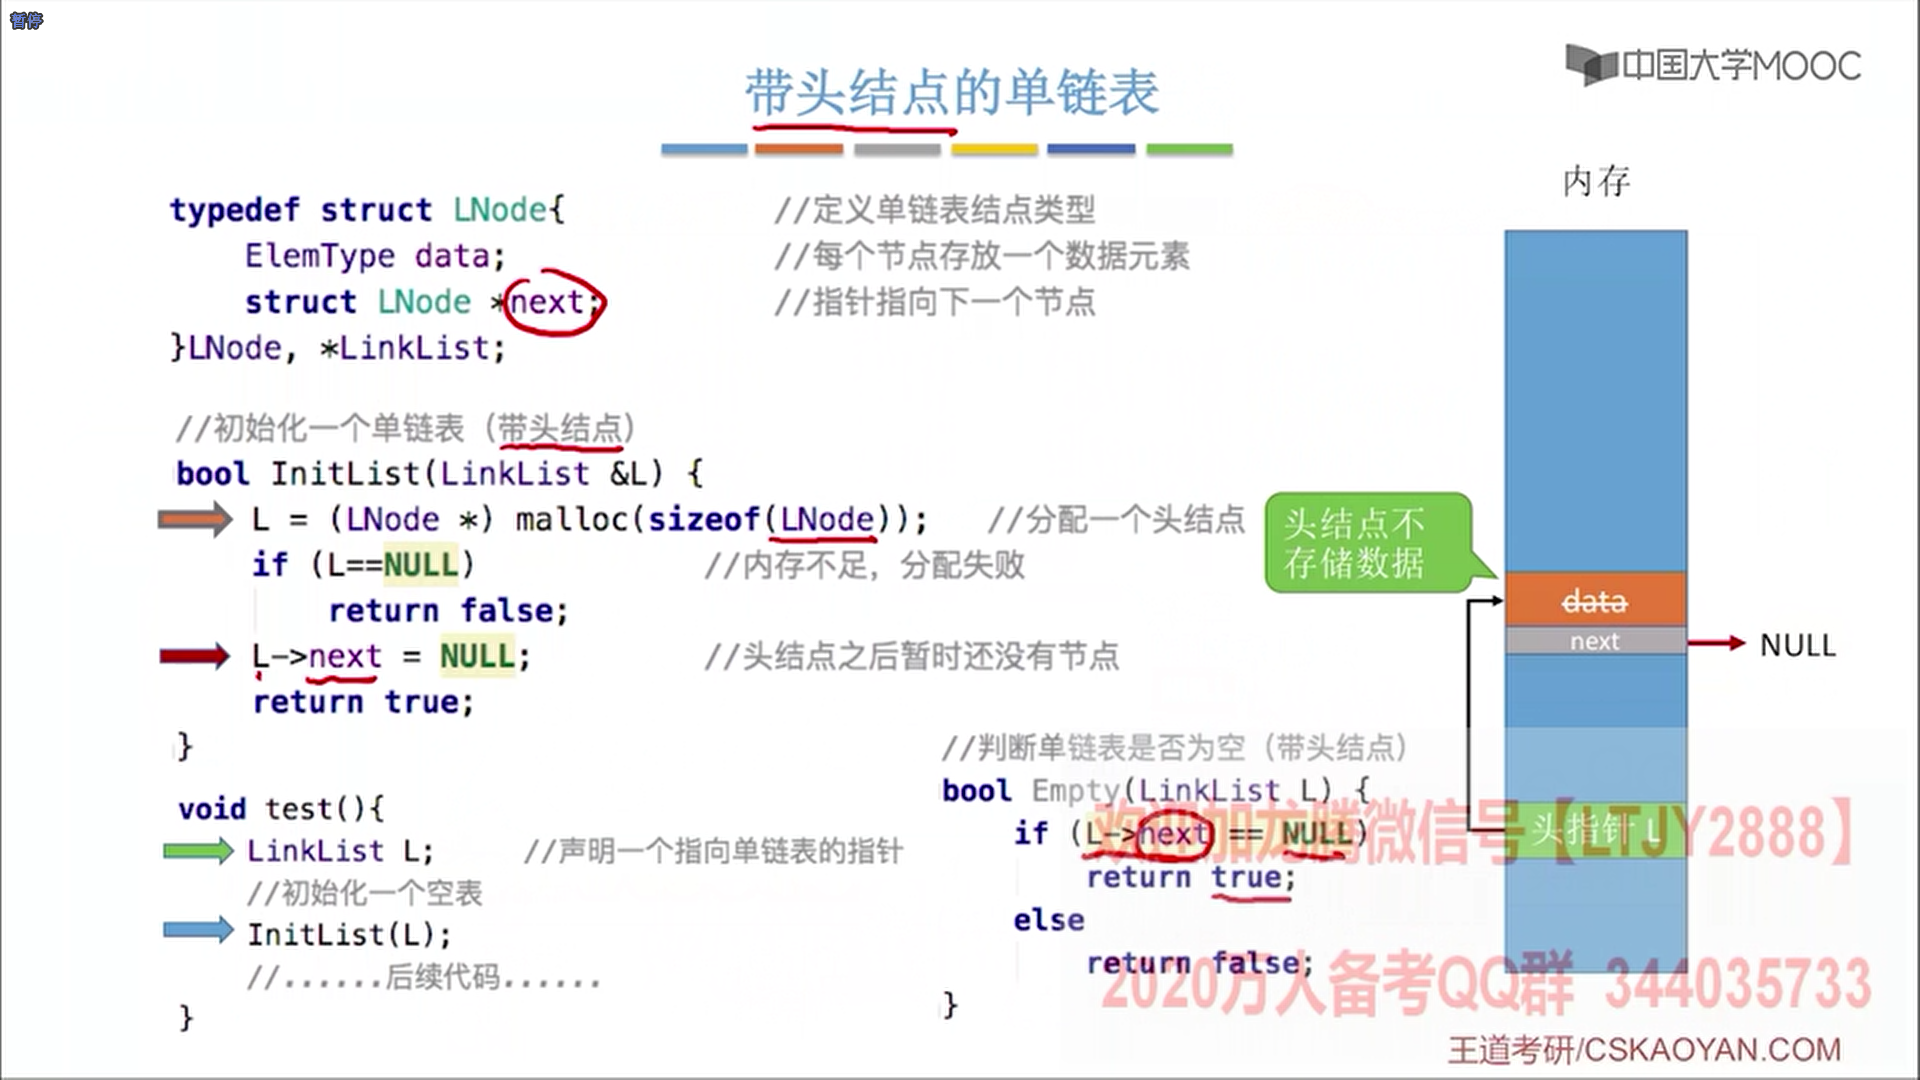 暂停
中国大学MOOC
带头结点的单链表
内存
typedef struct LNode{ //定义单链表结点类型
ElemType data; //每个节点存放一个数据元素
struct LNode *next; //指针指向下一个节点
}LNode, *LinkList;
//初始化一个单链表（带头结点）
bool InitList(LinkList &L) {
L = (LNode *) malloc(sizeof(LNode)); //分配一个头结点
if (L==NULL) //内存不足，分配失败
return false;
L->next = NULL; //头结点之后暂时还没有节点
return true;
}
头结点不
存储数据
data
next
NULL
头指针 L
void test(){
LinkList L; //声明一个指向单链表的指针
//初始化一个空表
InitList(L);
//......后续代码......
}
//判断单链表是否为空（带头结点）
bool Empty(LinkList L) {
if (L->next == NULL)
return true;
else
return false;
}
欢迎加龙腾微信号【LTJY2888】
2020万人备考QQ群 344035733
王道考研/CSKAOYAN.COM